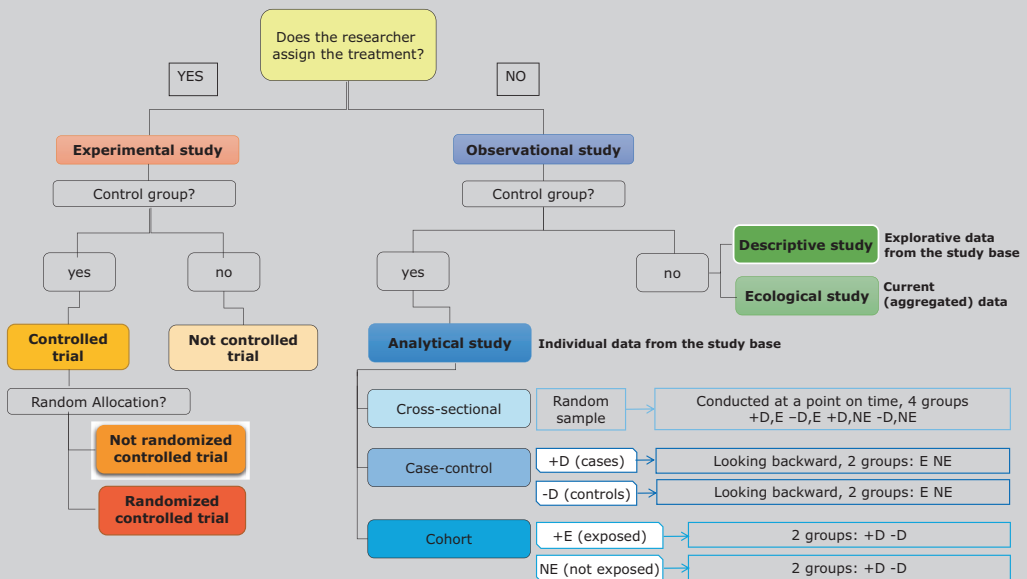 Does the researcher
assign the treatment?
YES
NO
Experimental study
Observational study
Control group?
Control group?
yes
no
yes
no
Descriptive study
Explorative data
from the study base
Ecological study
Current
(aggregated) data
Controlled
trial
Not controlled
trial
Analytical study
Individual data from the study base
Random Allocation?
Not randomized
controlled trial
Randomized
controlled trial
Cross-sectional
Random
sample
Conducted at a point on time, 4 groups
+D,E –D,E +D,NE -D,NE
Case-control
+D (cases)
Looking backward, 2 groups: E NE
-D (controls)
Looking backward, 2 groups: E NE
Cohort
+E (exposed)
2 groups: +D -D
NE (not exposed)
2 groups: +D -D